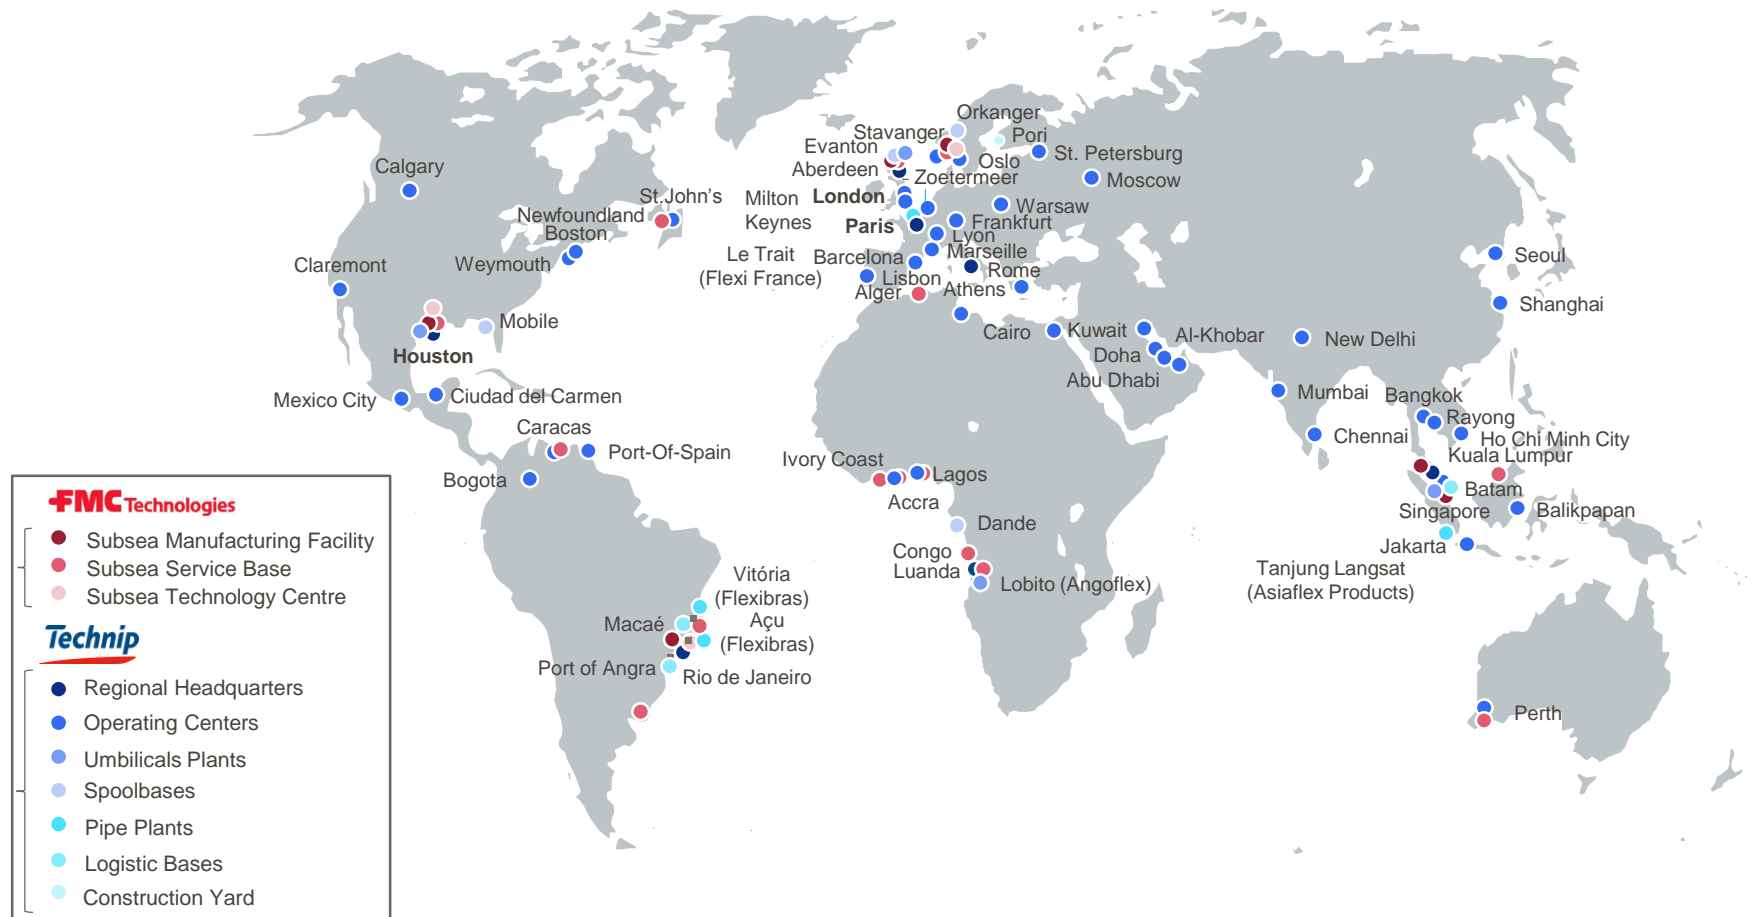 Orkanger
Stavanger
Pori
Evanton
Oslo
St. Petersburg
Aberdeen
Zoetermeer
Moscow
Calgary
St.John's
Milton
Keynes
London
Warsaw
Newfoundland
Paris
Frankfurt
Boston
Lyon
Weymouth
Le Trait
(Flexi France)
Barcelona
Marseille
Claremont
Lisbon
Rome
Alger
Athens
Seoul
Shanghai
Mobile
Cairo
Kuwait
Al-Khobar
New Delhi
Houston
Doha
Abu Dhabi
Mexico City
Ciudad del Carmen
Mumbai
Bangkok
Rayong
Caracas
Port-Of-Spain
Chennai
Ho Chi Minh City
Kuala Lumpur
Bogota
Ivory Coast
Lagos
Accra
Batam
Singapore
Balikpapan
Dande
Jakarta
Congo
Luanda
Lobito (Angoflex)
Tanjung Langsat
(Asiaflex Products)
Vitória
(Flexibras)
Macaé
Açu
(Flexibras)
Port of Angra
Rio de Janeiro
Perth
FMC Technologies
Subsea Manufacturing Facility
Subsea Service Base
Subsea Technology Centre
Technip
Regional Headquarters
Operating Centers
Umbilicals Plants
Spoolbases
Pipe Plants
Logistic Bases
Construction Yard